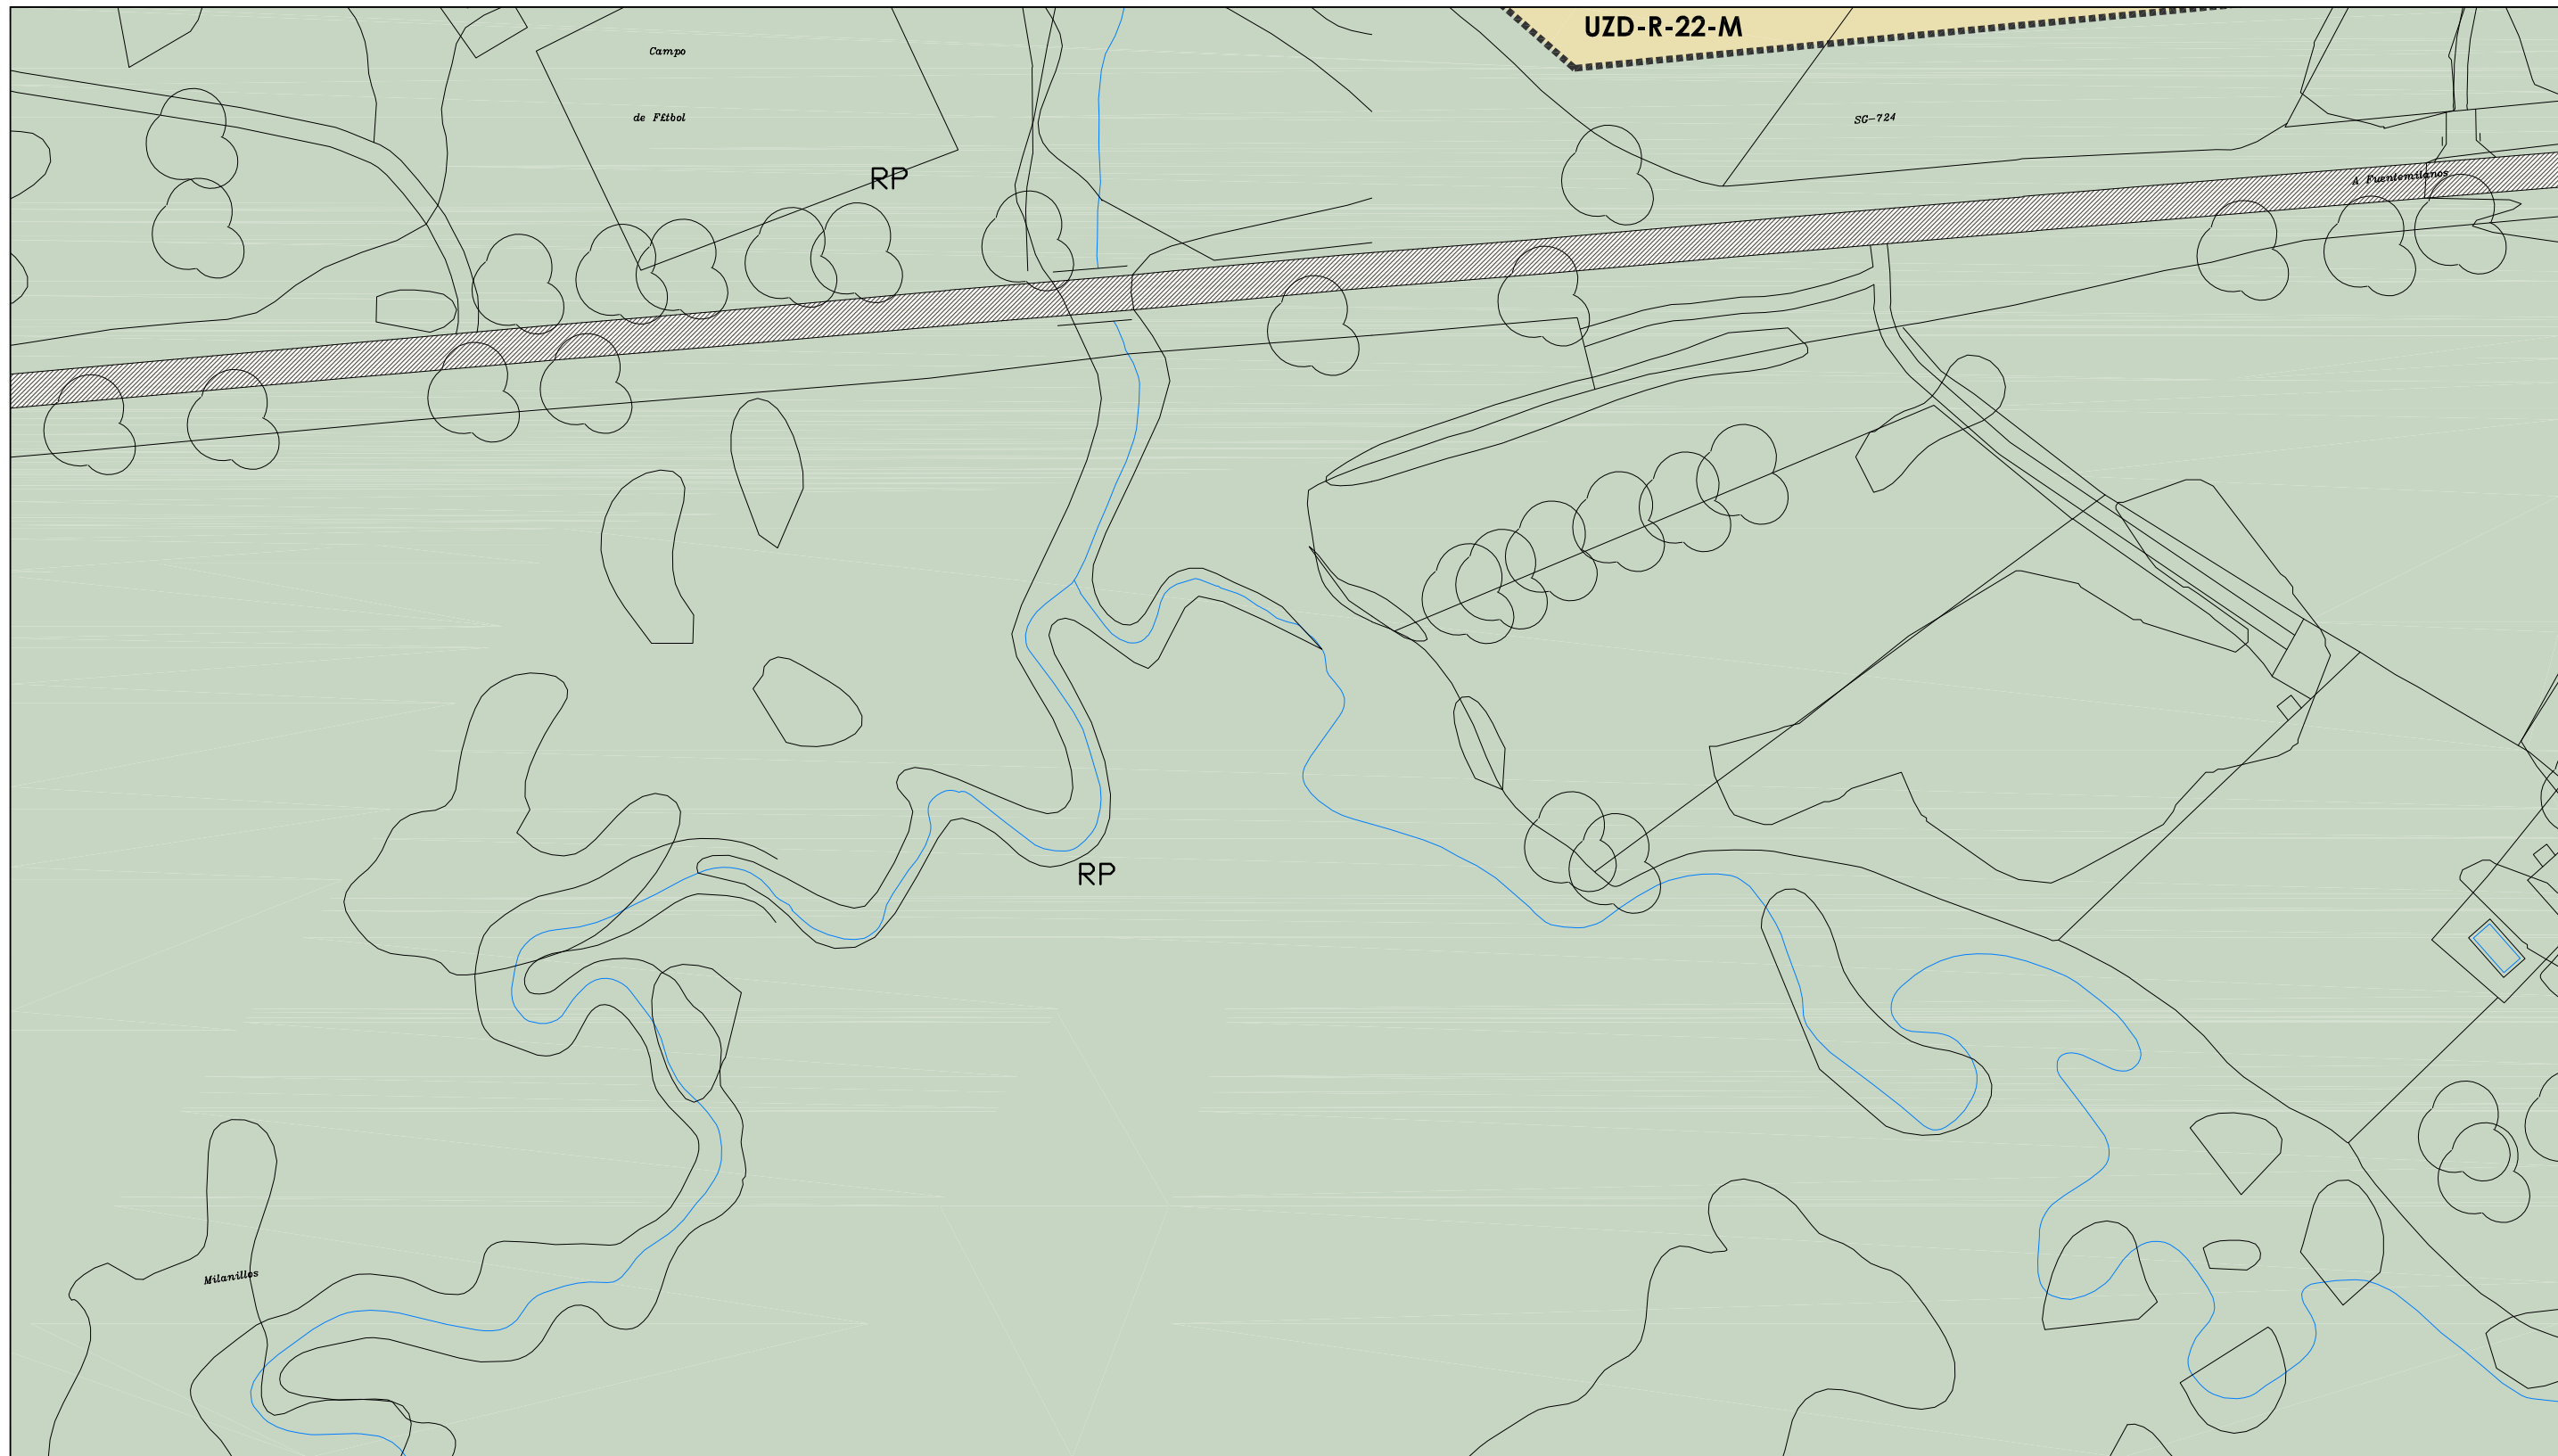 UZD-R-22-M
Campo
de Fútbol
SG-724
RP
A Fuentemilanos
RP
Milanillos